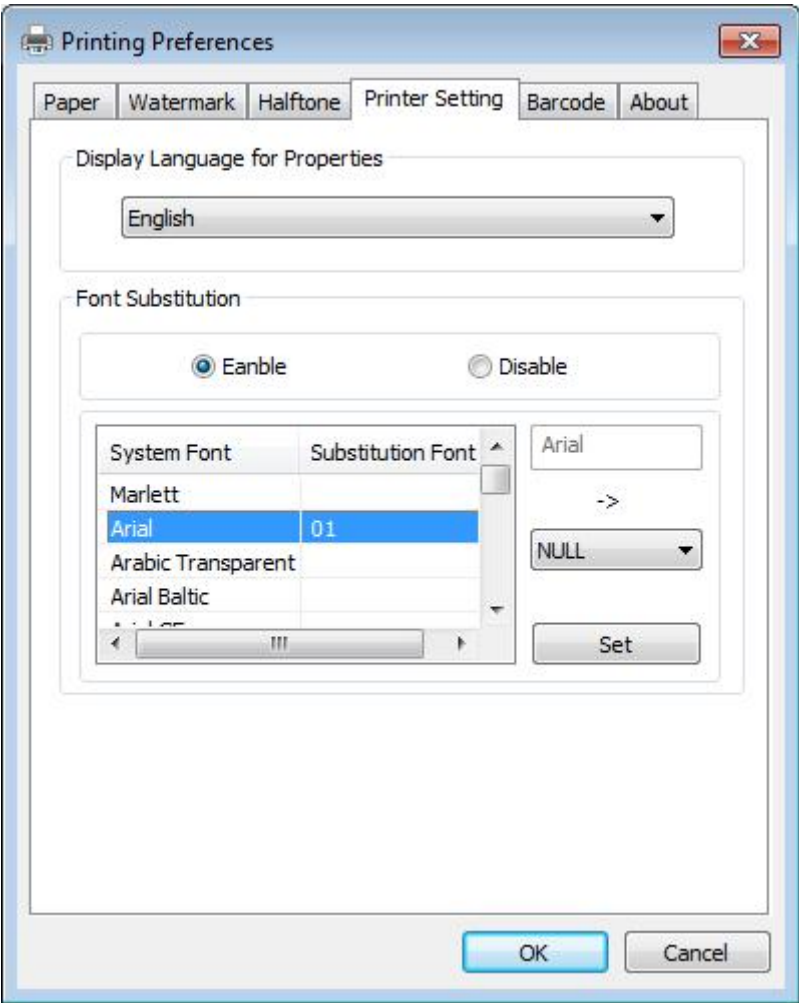 Printing Preferences
Paper Watermark Halftone Printer Setting Barcode About
Display Language for Properties
English
Font Substitution
Eanble Disable
System Font Substitution Font
Arial
Marlett
->
Arial 01
NULL
Arabic Transparent
Arial Baltic
Set
OK Cancel